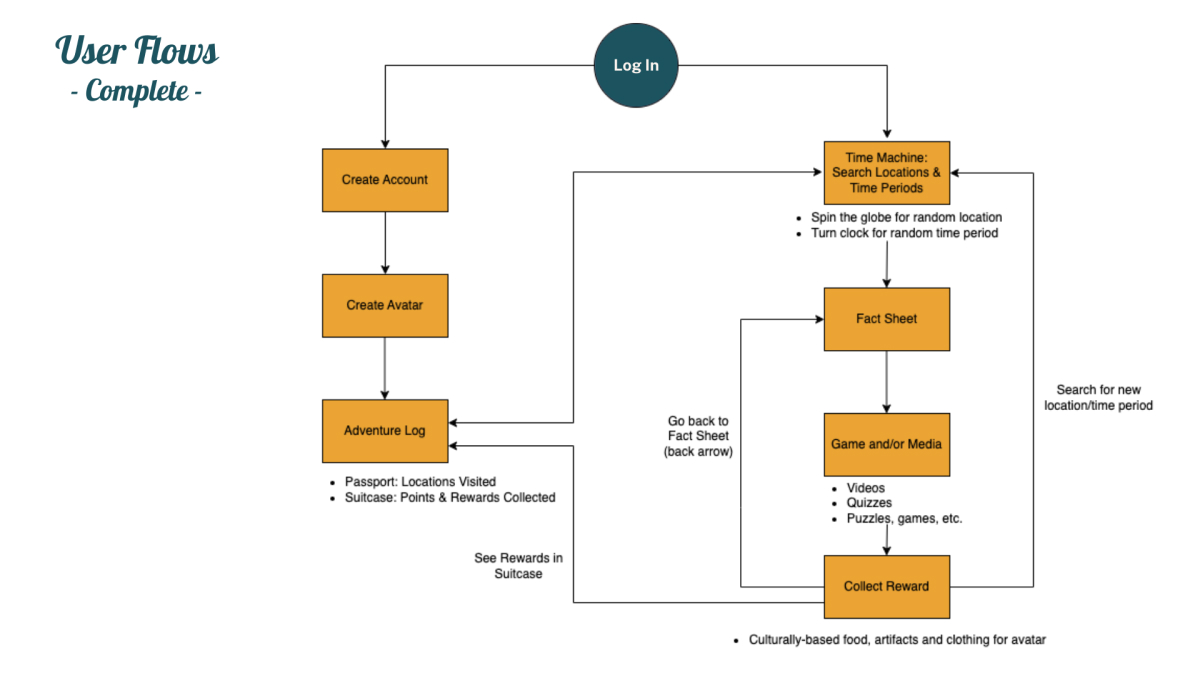 User Flows
- Complete -
Log In
Create Account
Create Avatar
Adventure Log
• Passport: Locations Visited
• Suitcase: Points & Rewards Collected
See Rewards in
Suitcase
Time Machine:
Search Locations &
Time Periods
• Spin the globe for random location
• Turn clock for random time period
Fact Sheet
Go back to
Fact Sheet
(back arrow)
Game and/or Media
• Videos
• Quizzes
• Puzzles, games, etc.
Collect Reward
• Culturally-based food, artifacts and clothing for avatar
Search for new
location/time period